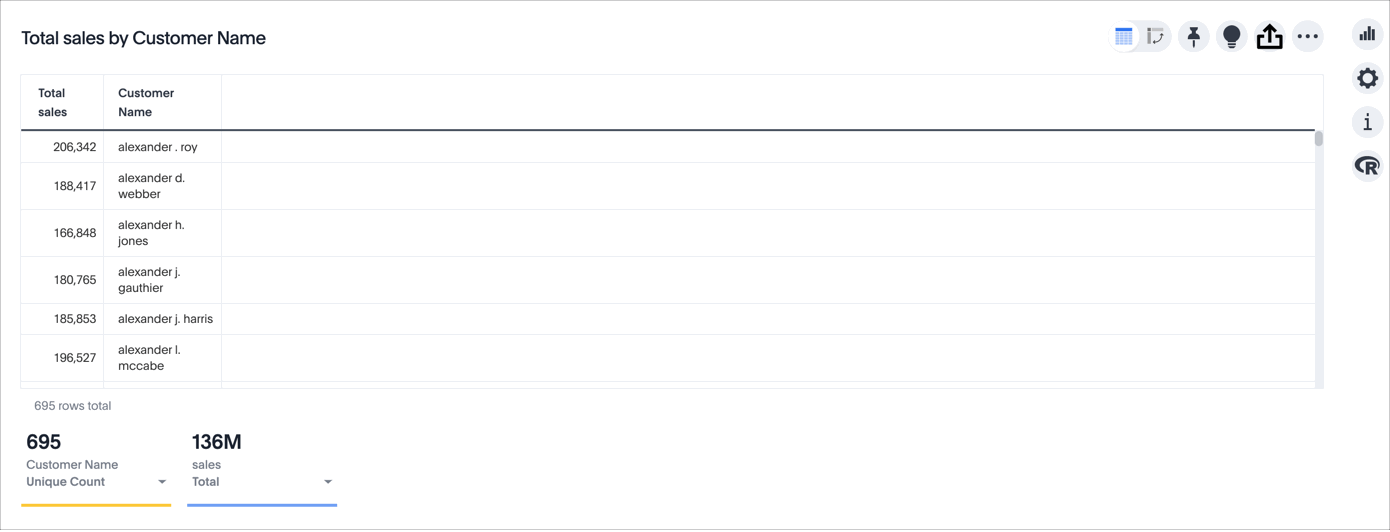 Total sales by Customer Name
Total
sales
Customer
Name
206,342
alexander . roy
188,417
alexander d.
webber
166,848
alexander h.
jones
180,765
alexander j.
gauthier
185,853
alexander j. harris
196,527
alexander l.
mccabe
695 rows total
695
Customer Name
Unique Count
136M
sales
Total